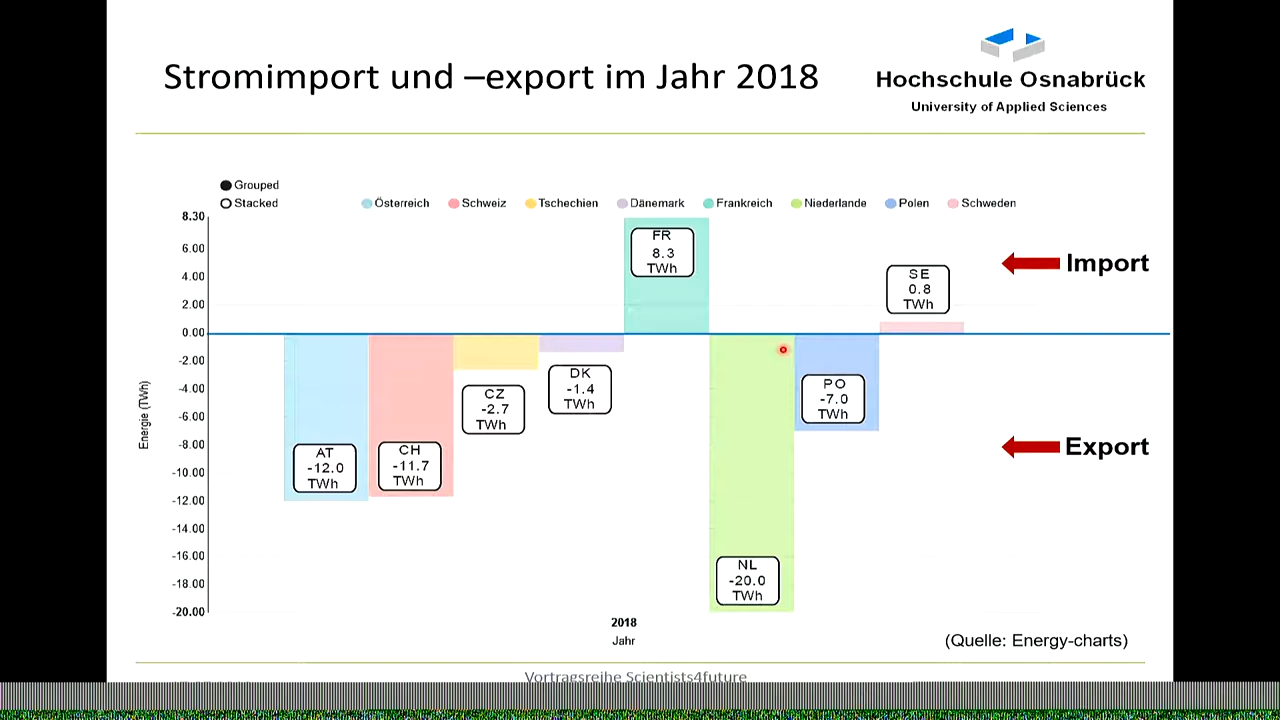 Stromimport und –export im Jahr 2018
Hochschule Osnabrück
University of Applied Sciences
Grouped
Stacked
Österreich Schweiz Tschechien Dänemark Frankreich Niederlande Polen Schweden
8.30
6.00
4.00
2.00
0.00
-2.00
-4.00
-6.00
-8.00
-10.00
-12.00
-14.00
-16.00
-18.00
-20.00
Energie (TWh)
AT
-12.0
TWh
CH
-11.7
TWh
CZ
-2.7
TWh
DK
-1.4
TWh
FR
8.3
TWh
NL
-20.0
TWh
PO
-7.0
TWh
SE
0.8
TWh
Import
Export
2018
Jahr
(Quelle: Energy-charts)
Vortragsreihe Scientists4future